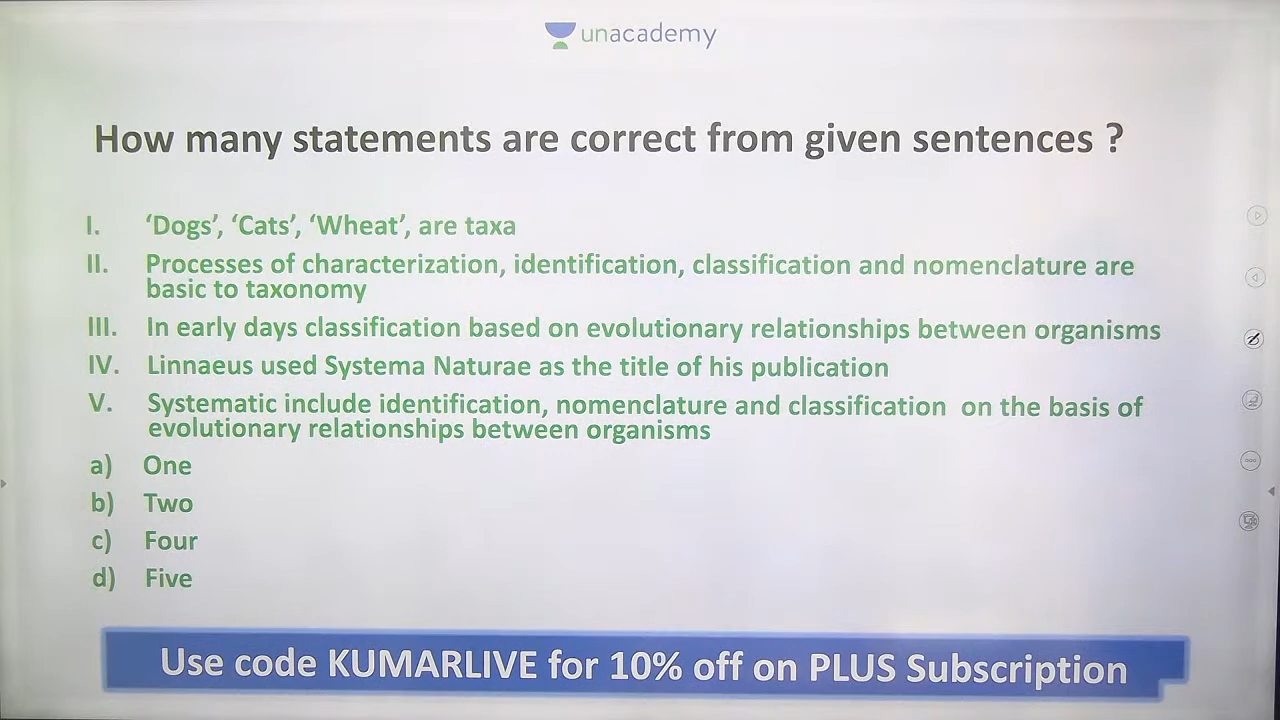 unacademy
How many statements are correct from given sentences ?
I. ‘Dogs’, ‘Cats’, ‘Wheat’, are taxa
II. Processes of characterization, identification, classification and nomenclature are
basic to taxonomy
III. In early days classification based on evolutionary relationships between organisms
IV. Linnaeus used Systema Naturae as the title of his publication
V. Systematic include identification, nomenclature and classification on the basis of
evolutionary relationships between organisms
a) One
b) Two
c) Four
d) Five
Use code KUMARLIVE for 10% off on PLUS Subscription